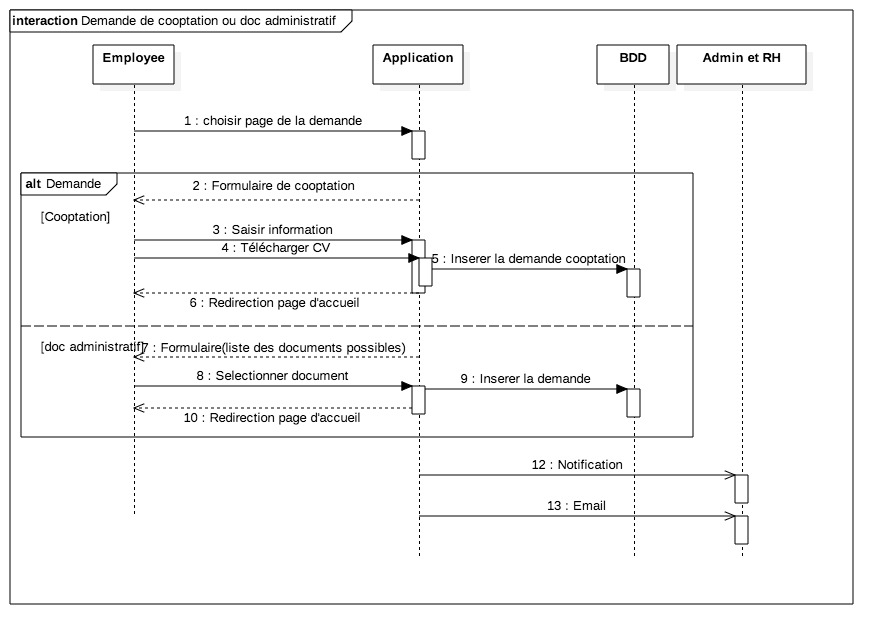 interaction Demande de cooptation ou doc administratif
Employee
Application
BDD
Admin et RH
1 : choisir page de la demande
alt Demande
2 : Formulaire de cooptation
[Cooptation]
3 : Saisir information
4 : Télécharger CV
5 : Inserer la demande cooptation
6 : Redirection page d'accueil
[doc administratif]
7 : Formulaire(liste des documents possibles)
8 : Selectionner document
9 : Inserer la demande
10 : Redirection page d'accueil
12 : Notification
13 : Email